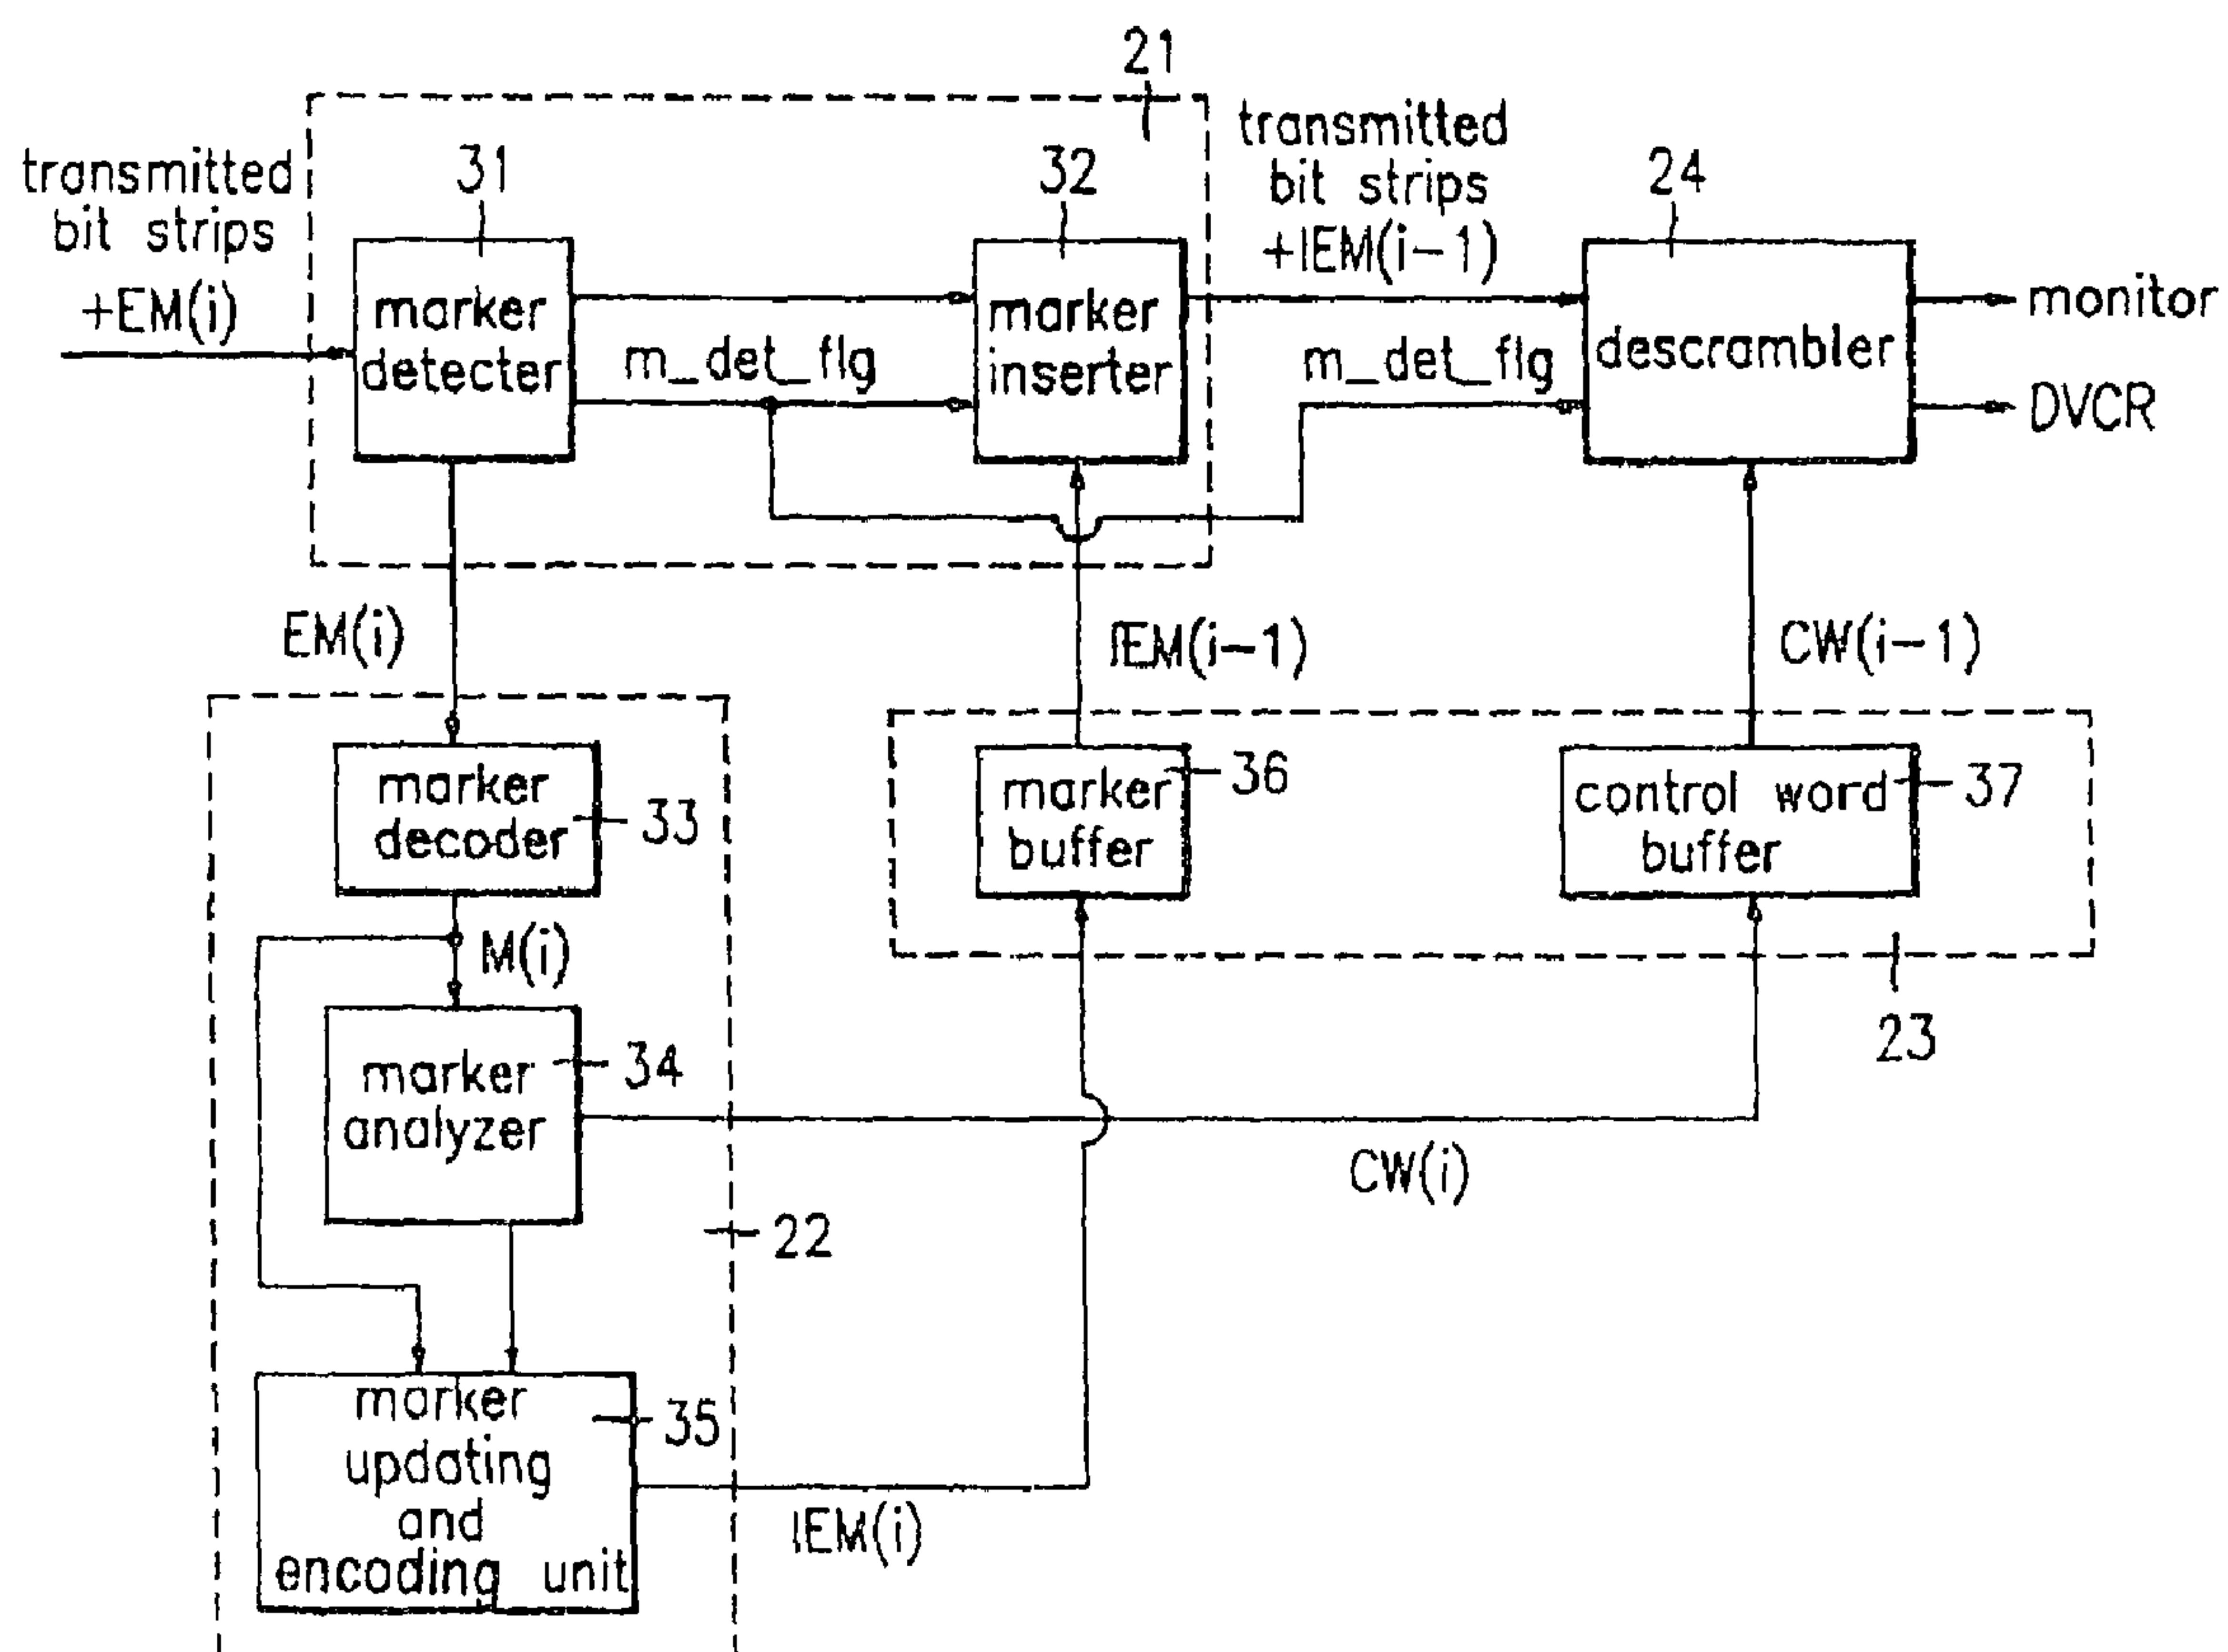 21
transmitted
bit strips
+EM(i)
31
marker
detecter
m_det_flg
32
marker
inserter
transmitted
bit strips
+IEM(i-1)
m_det_flg
24
descrambler
monitor
DVCR
EM(i)
IEM(i-1)
CW(i-1)
marker
decoder
33
marker
buffer
36
control word
buffer
37
M(i)
23
marker
analyzer
34
CW(i)
22
marker
updating
and
encoding unit
35
IEM(i)